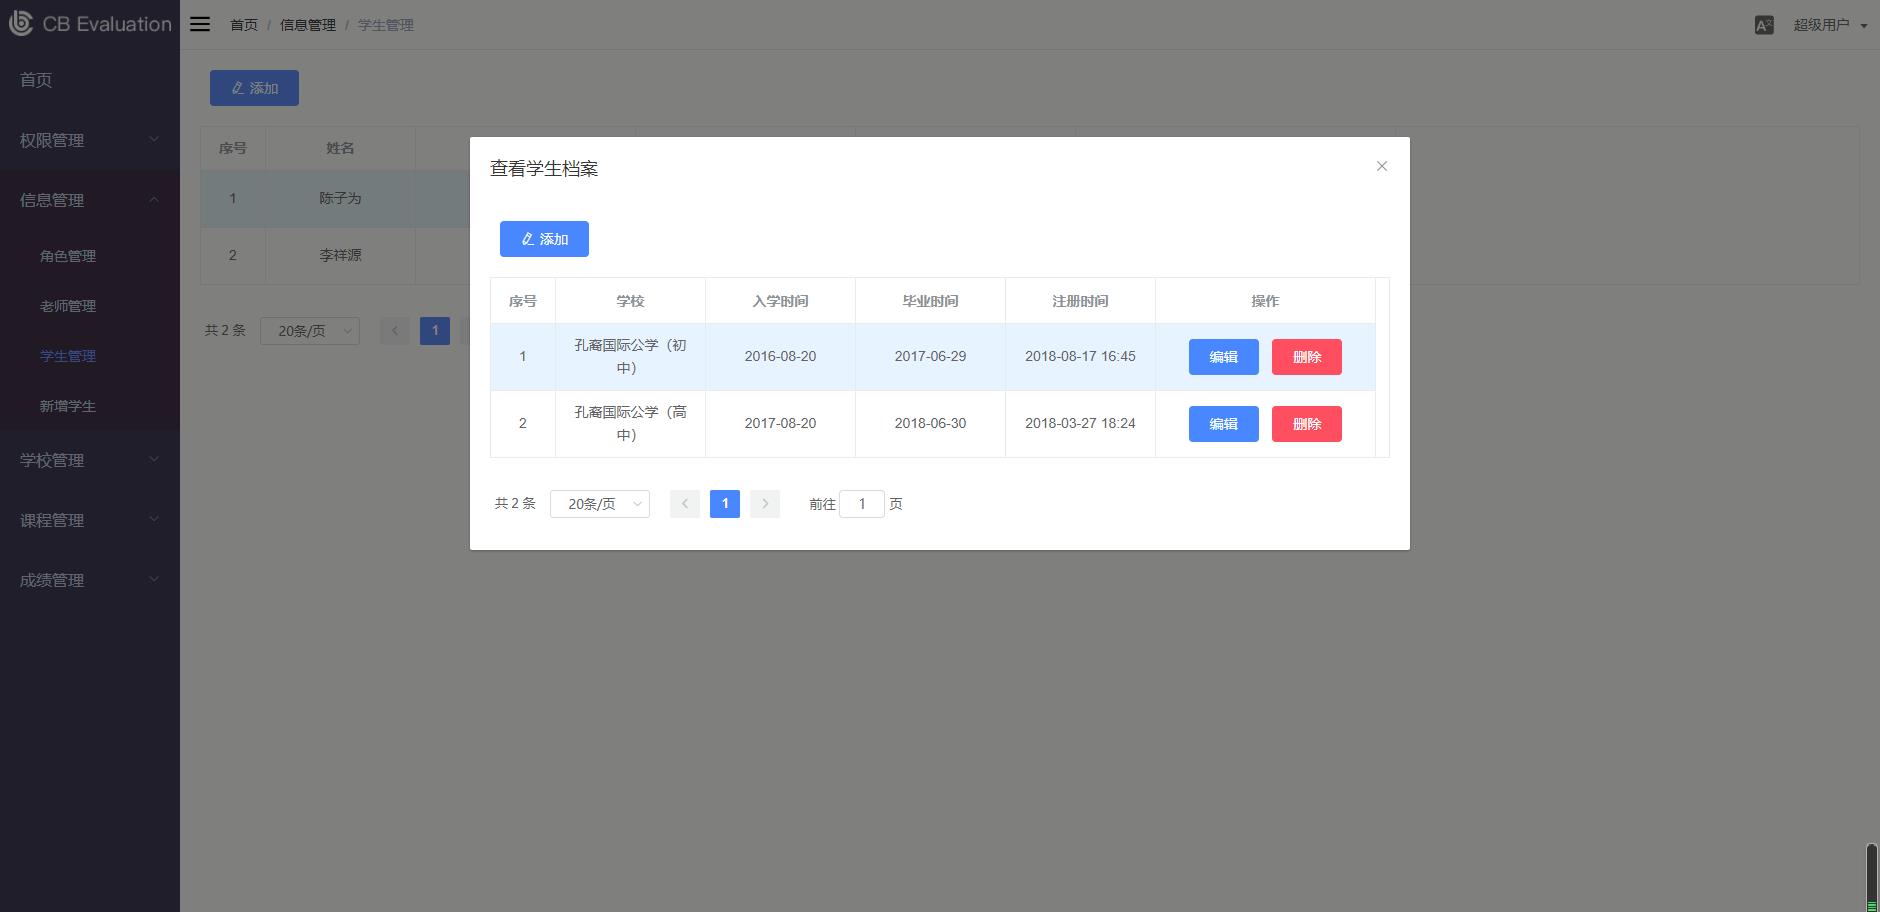 CB Evaluation
首页 / 信息管理 / 学生管理
超级用户
首页
权限管理
信息管理
角色管理
老师管理
学生管理
新增学生
学校管理
课程管理
成绩管理
添加
序号 姓名
1 陈子为
2 李祥源
共 2 条 20条/页 1
查看学生档案
添加
序号 学校 入学时间 毕业时间 注册时间 操作
1 孔裔国际公学（初
中） 2016-08-20 2017-06-29 2018-08-17 16:45 编辑 删除
2 孔裔国际公学（高
中） 2017-08-20 2018-06-30 2018-03-27 18:24 编辑 删除
共 2 条 20条/页 1 前往 1 页